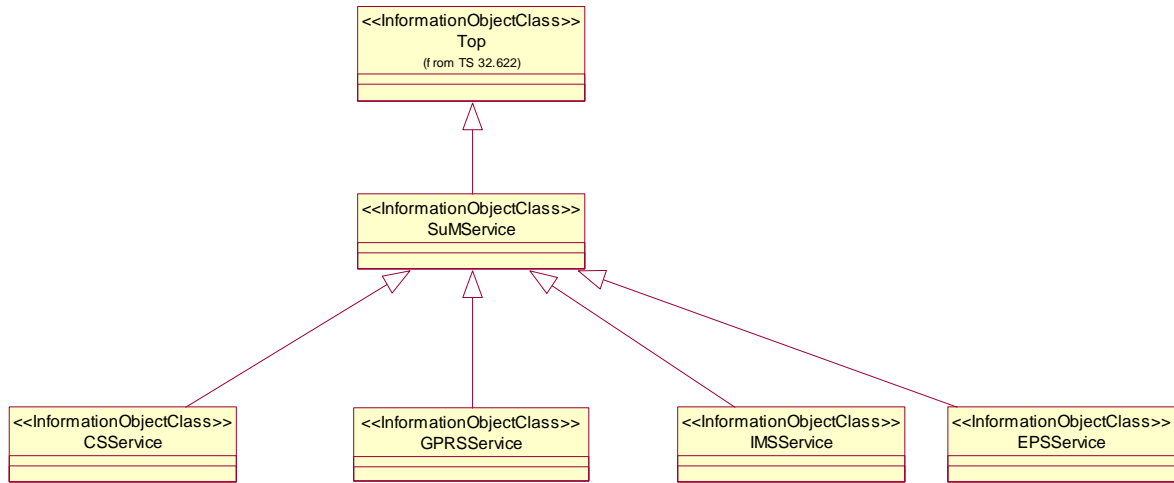 <<InformationObjectClass>>
Top
(from TS 32.622)
<<InformationObjectClass>>
SuMService
<<InformationObjectClass>>
CSService
<<InformationObjectClass>>
GPRSService
<<InformationObjectClass>>
IMSService
<<InformationObjectClass>>
EPSService